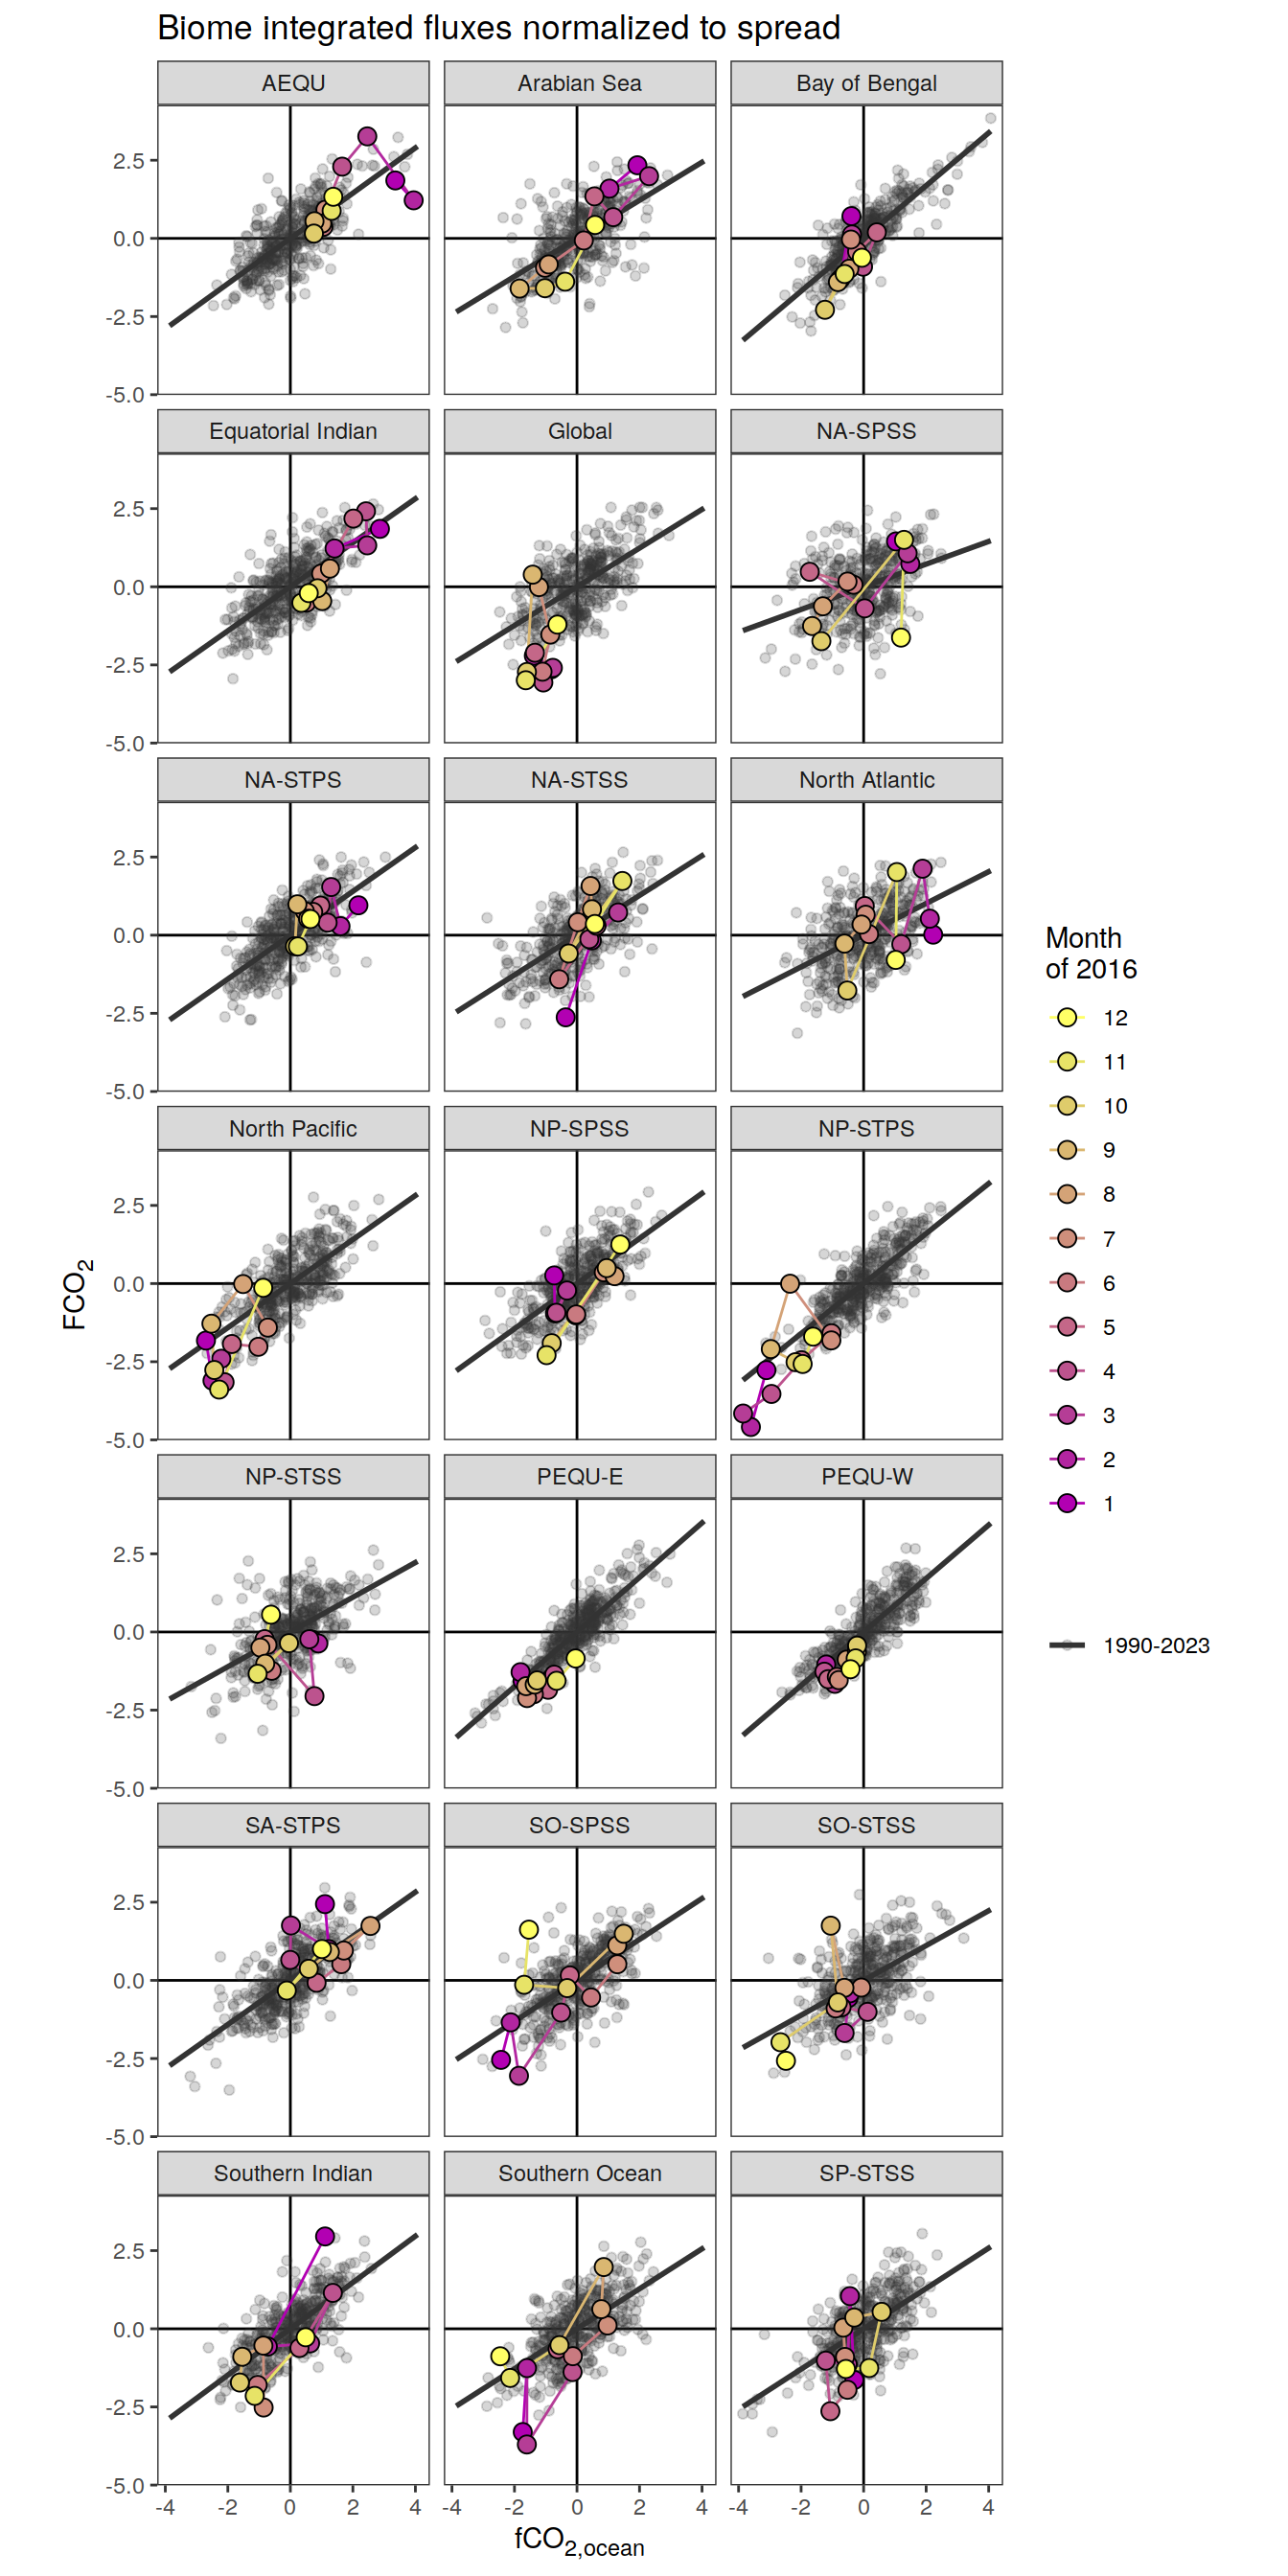 Biome integrated fluxes normalized to spread
AEQU
Arabian Sea
Bay of Bengal
2.5
0.0
-2.5
-5.0
Equatorial Indian
Global
NA-SPSS
2.5
0.0
-2.5
-5.0
NA-STPS
NA-STSS
North Atlantic
2.5
0.0
-2.5
-5.0
North Pacific
NP-SPSS
NP-STPS
2.5
0.0
-2.5
-5.0
NP-STSS
PEQU-E
PEQU-W
2.5
0.0
-2.5
-5.0
SA-STPS
SO-SPSS
SO-STSS
2.5
0.0
-2.5
-5.0
Southern Indian
Southern Ocean
SP-STSS
2.5
0.0
-2.5
-5.0
-4 -2 0 2 4
-4 -2 0 2 4
-4 -2 0 2 4
fCO2,ocean
FCO2
Month
of 2016
12
11
10
9
8
7
6
5
4
3
2
1
1990-2023